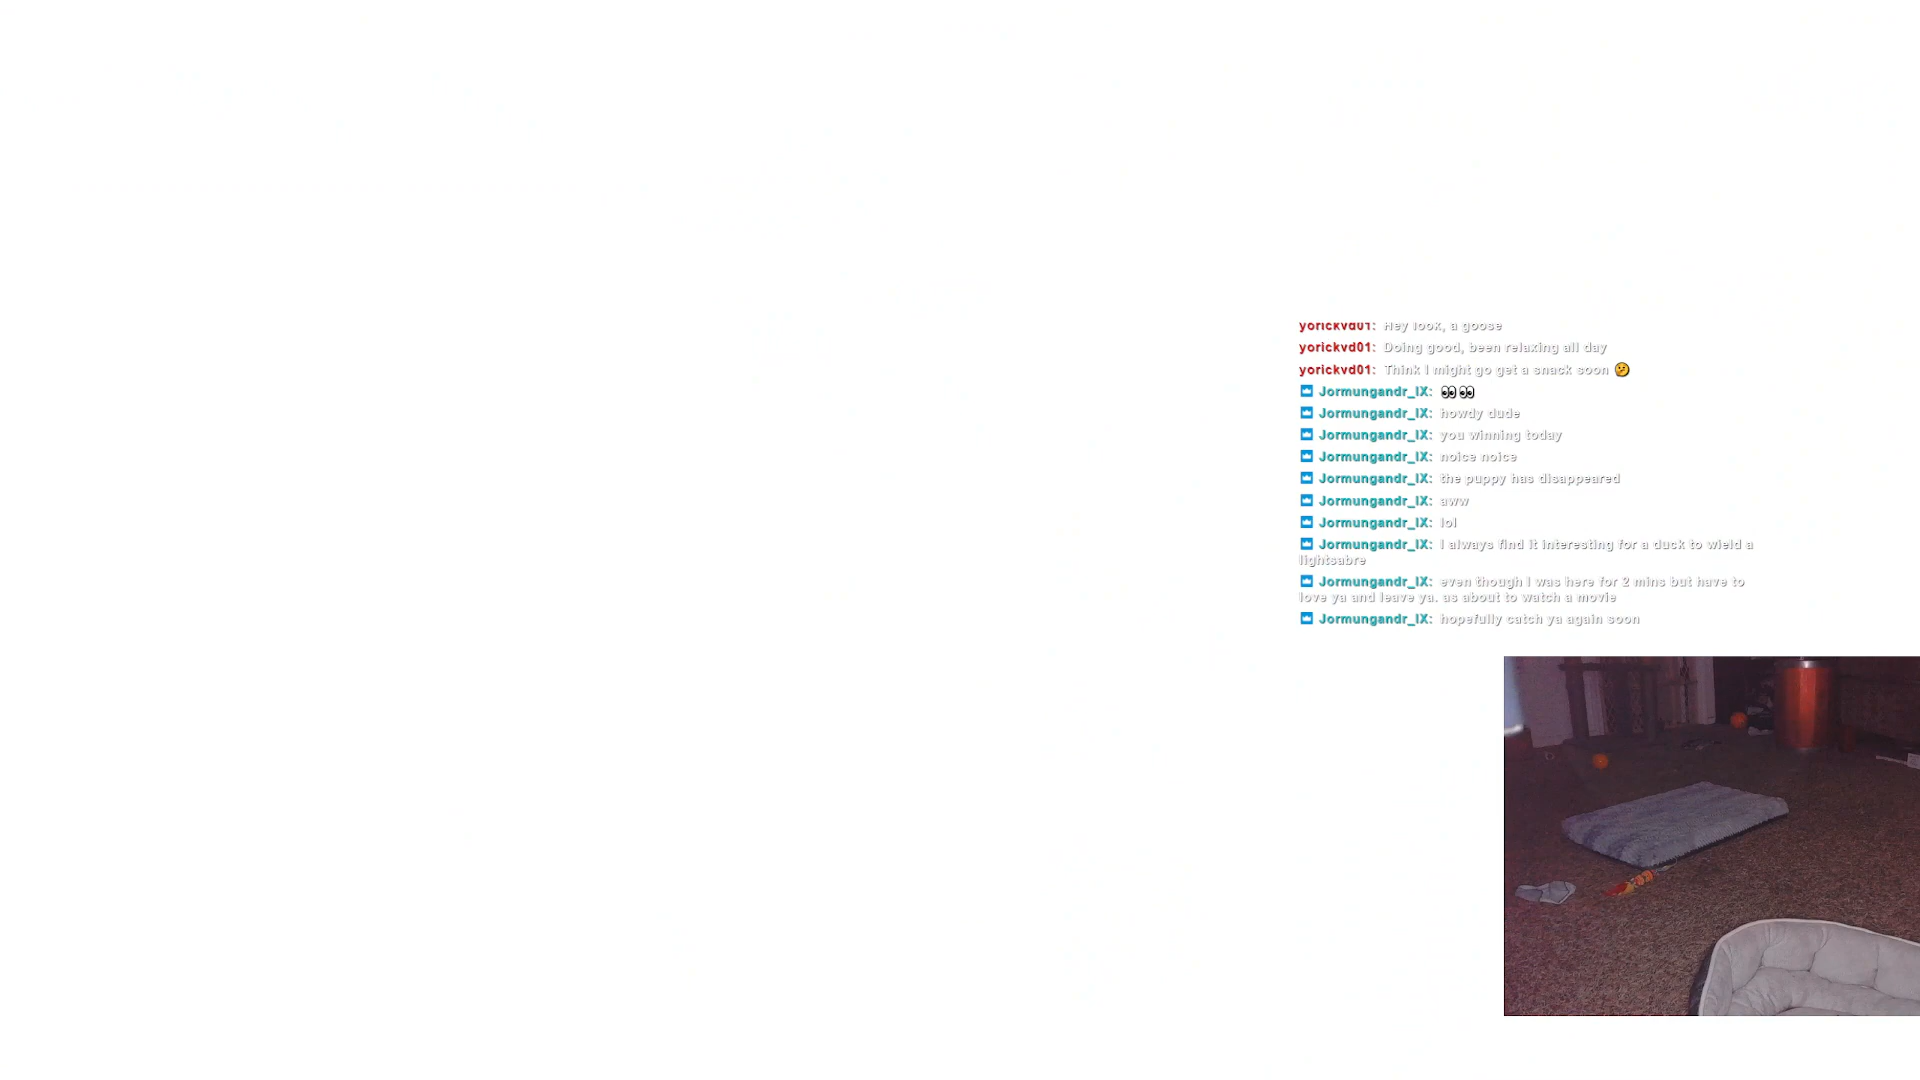 yorickvd01: Hey look, a goose
yorickvd01: Doing good, been relaxing all day
yorickvd01: Think I might go get a snack soon 🤔
Jormungandr_IX: 👀👀
Jormungandr_IX: howdy dude
Jormungandr_IX: you winning today
Jormungandr_IX: noice noice
Jormungandr_IX: the puppy has disappeared
Jormungandr_IX: aww
Jormungandr_IX: lol
Jormungandr_IX: I always find it interesting for a duck to wield a
lightsabre
Jormungandr_IX: even though I was here for 2 mins but have to
love ya and leave ya. as about to watch a movie
Jormungandr_IX: hopefully catch ya again soon